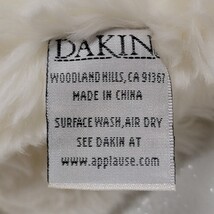 DAKIN
WOODLAND HILLS, CA 91367
MADE IN CHINA
SURFACE WASH, AIR DRY
SEE DAKIN AT
www.applause.com